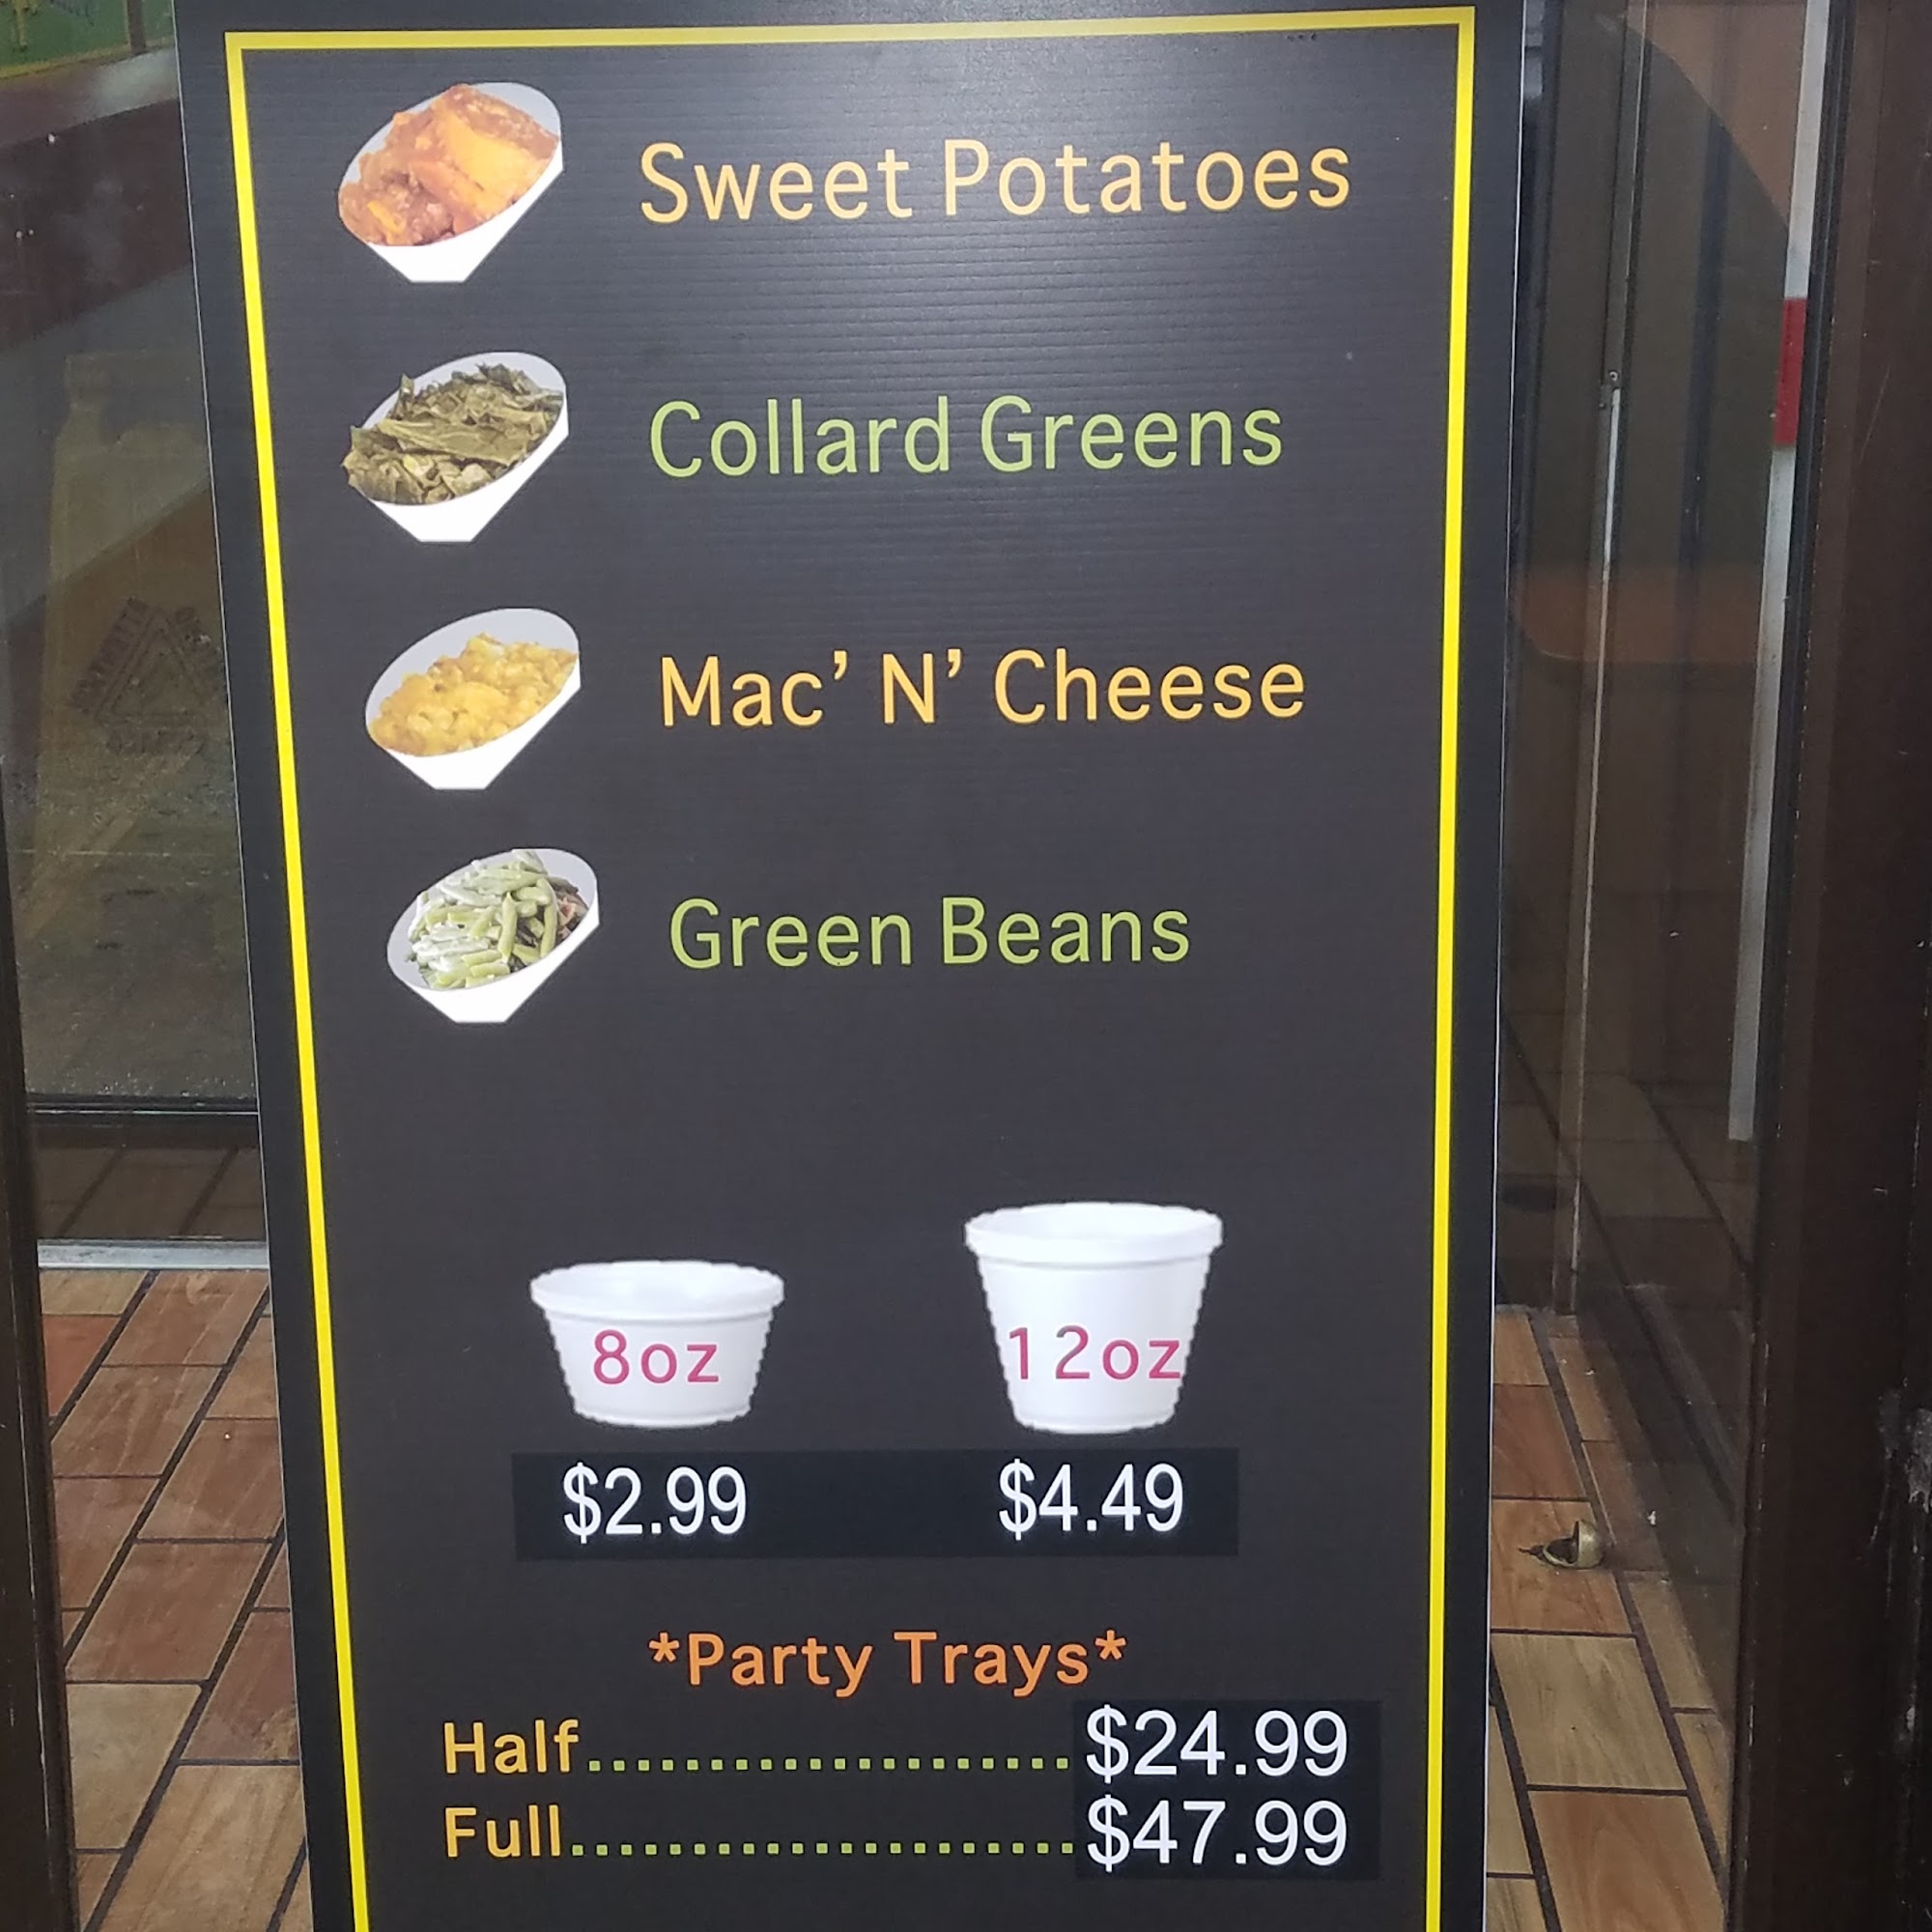 Sweet Potatoes
Collard Greens
Mac’ N’ Cheese
Green Beans
8oz 12oz
$2.99 $4.49
*Party Trays*
Half....................$24.99
Full.....................$47.99